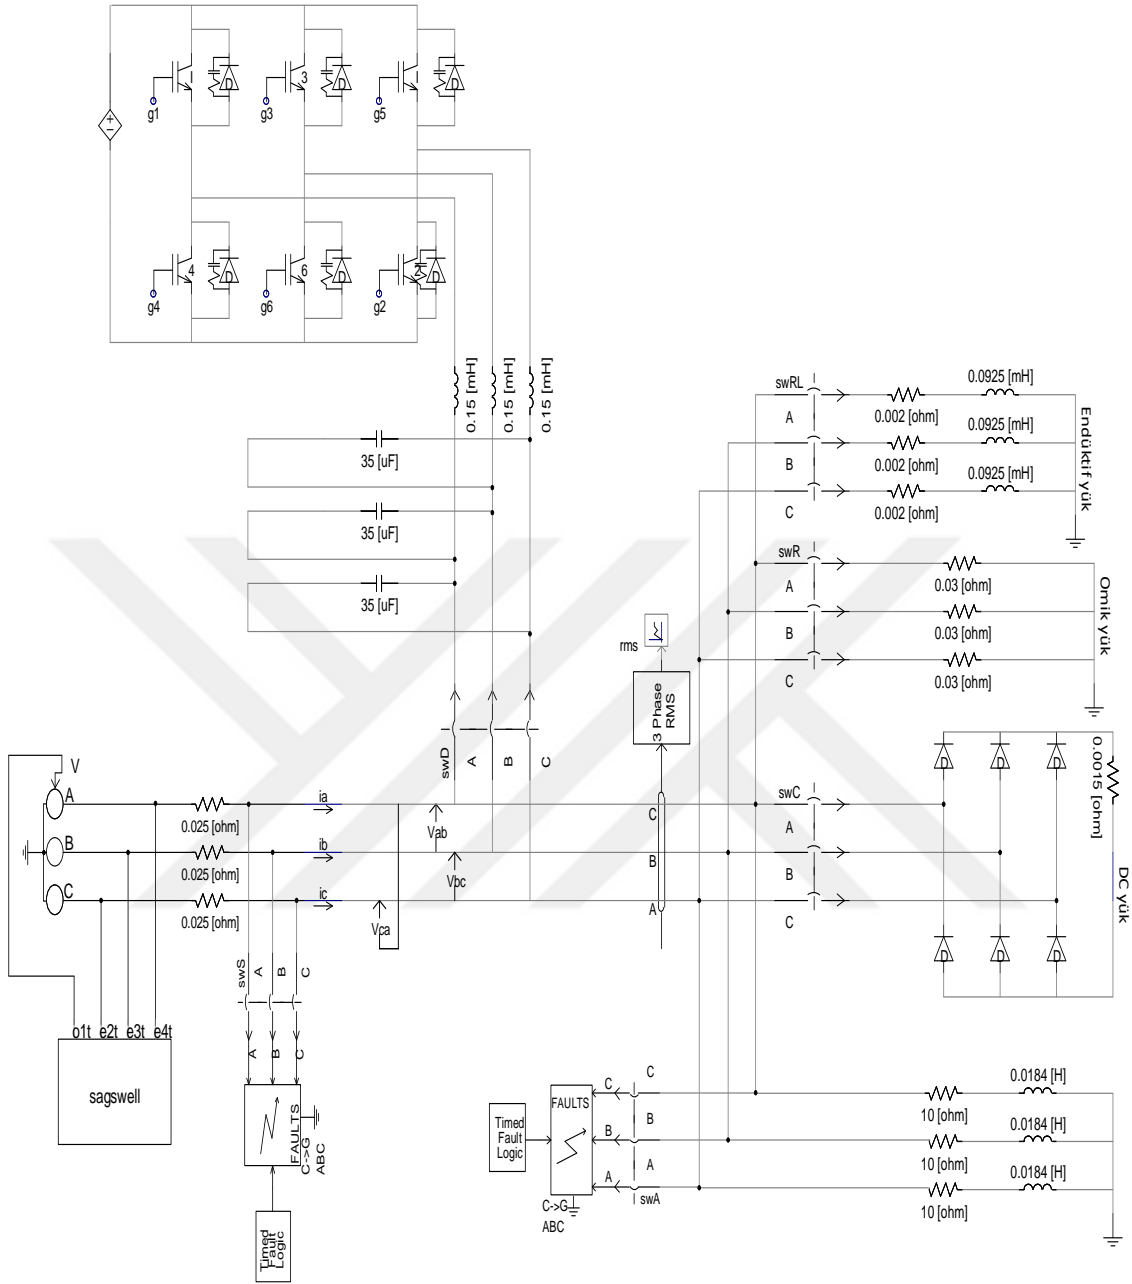 3
g1
g3
g5
4
6
2
g4
g6
g2
D
D
D
D
D
D
0.15 [mH]
0.15 [mH]
0.15 [mH]
35 [uF]
35 [uF]
35 [uF]
swRL
A
B
C
0.002 [ohm]
0.002 [ohm]
0.002 [ohm]
0.0925 [mH]
0.0925 [mH]
0.0925 [mH]
Endüktif yük
swR
A
B
C
0.03 [ohm]
0.03 [ohm]
0.03 [ohm]
Omik yük
rms
3 Phase
RMS
swD
A
B
C
V
A
B
C
0.025 [ohm]
0.025 [ohm]
0.025 [ohm]
ia
ib
ic
Vab
Vbc
Vca
C
B
A
swC
A
B
C
D
D
D
D
D
D
0.0015 [ohm]
DC yük
o1t
e2t
e3t
e4t
sagswell
swS
A
B
C
A
B
C
FAULTS
C->G
ABC
Timed
Fault
Logic
Timed
Fault
Logic
FAULTS
C
B
A
C->G
ABC
C
B
A
swA
10 [ohm]
10 [ohm]
10 [ohm]
0.0184 [H]
0.0184 [H]
0.0184 [H]